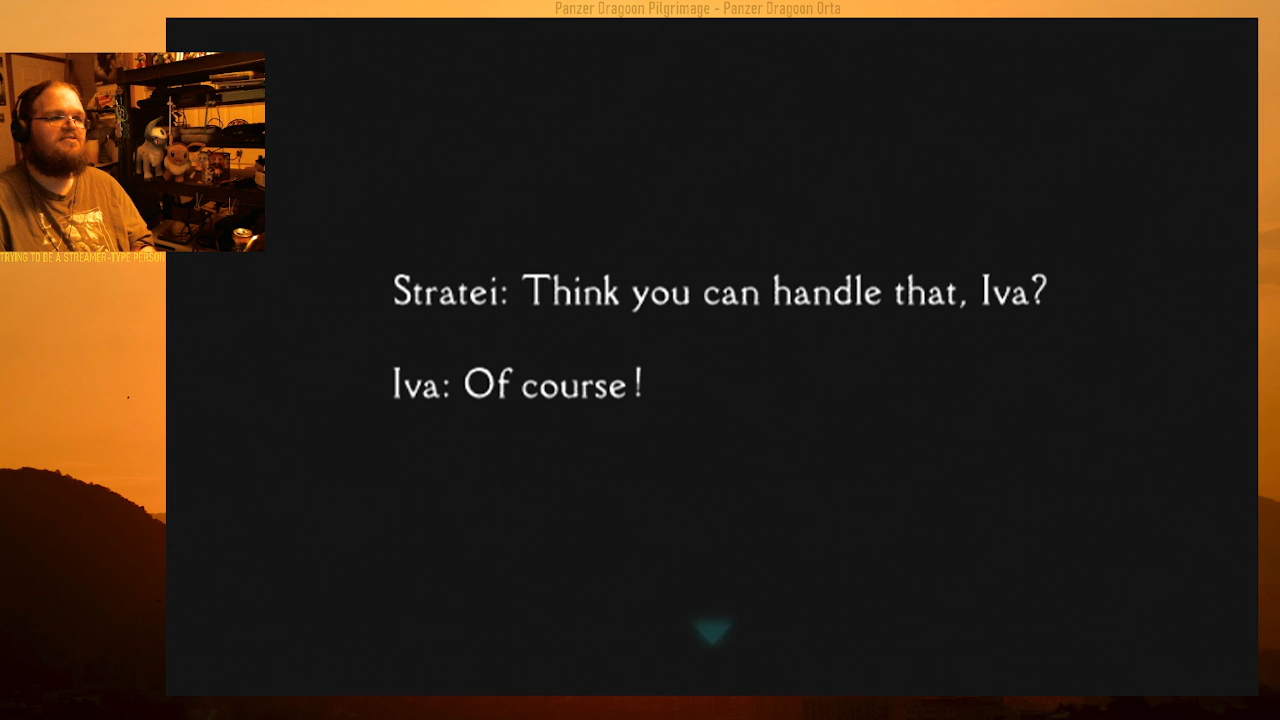 Panzer Dragoon Pilgrimage - Panzer Dragoon Orta
TRYING TO BE A STREAMER-TYPE PERSON
Stratei: Think you can handle that, Iva?
Iva: Of course!